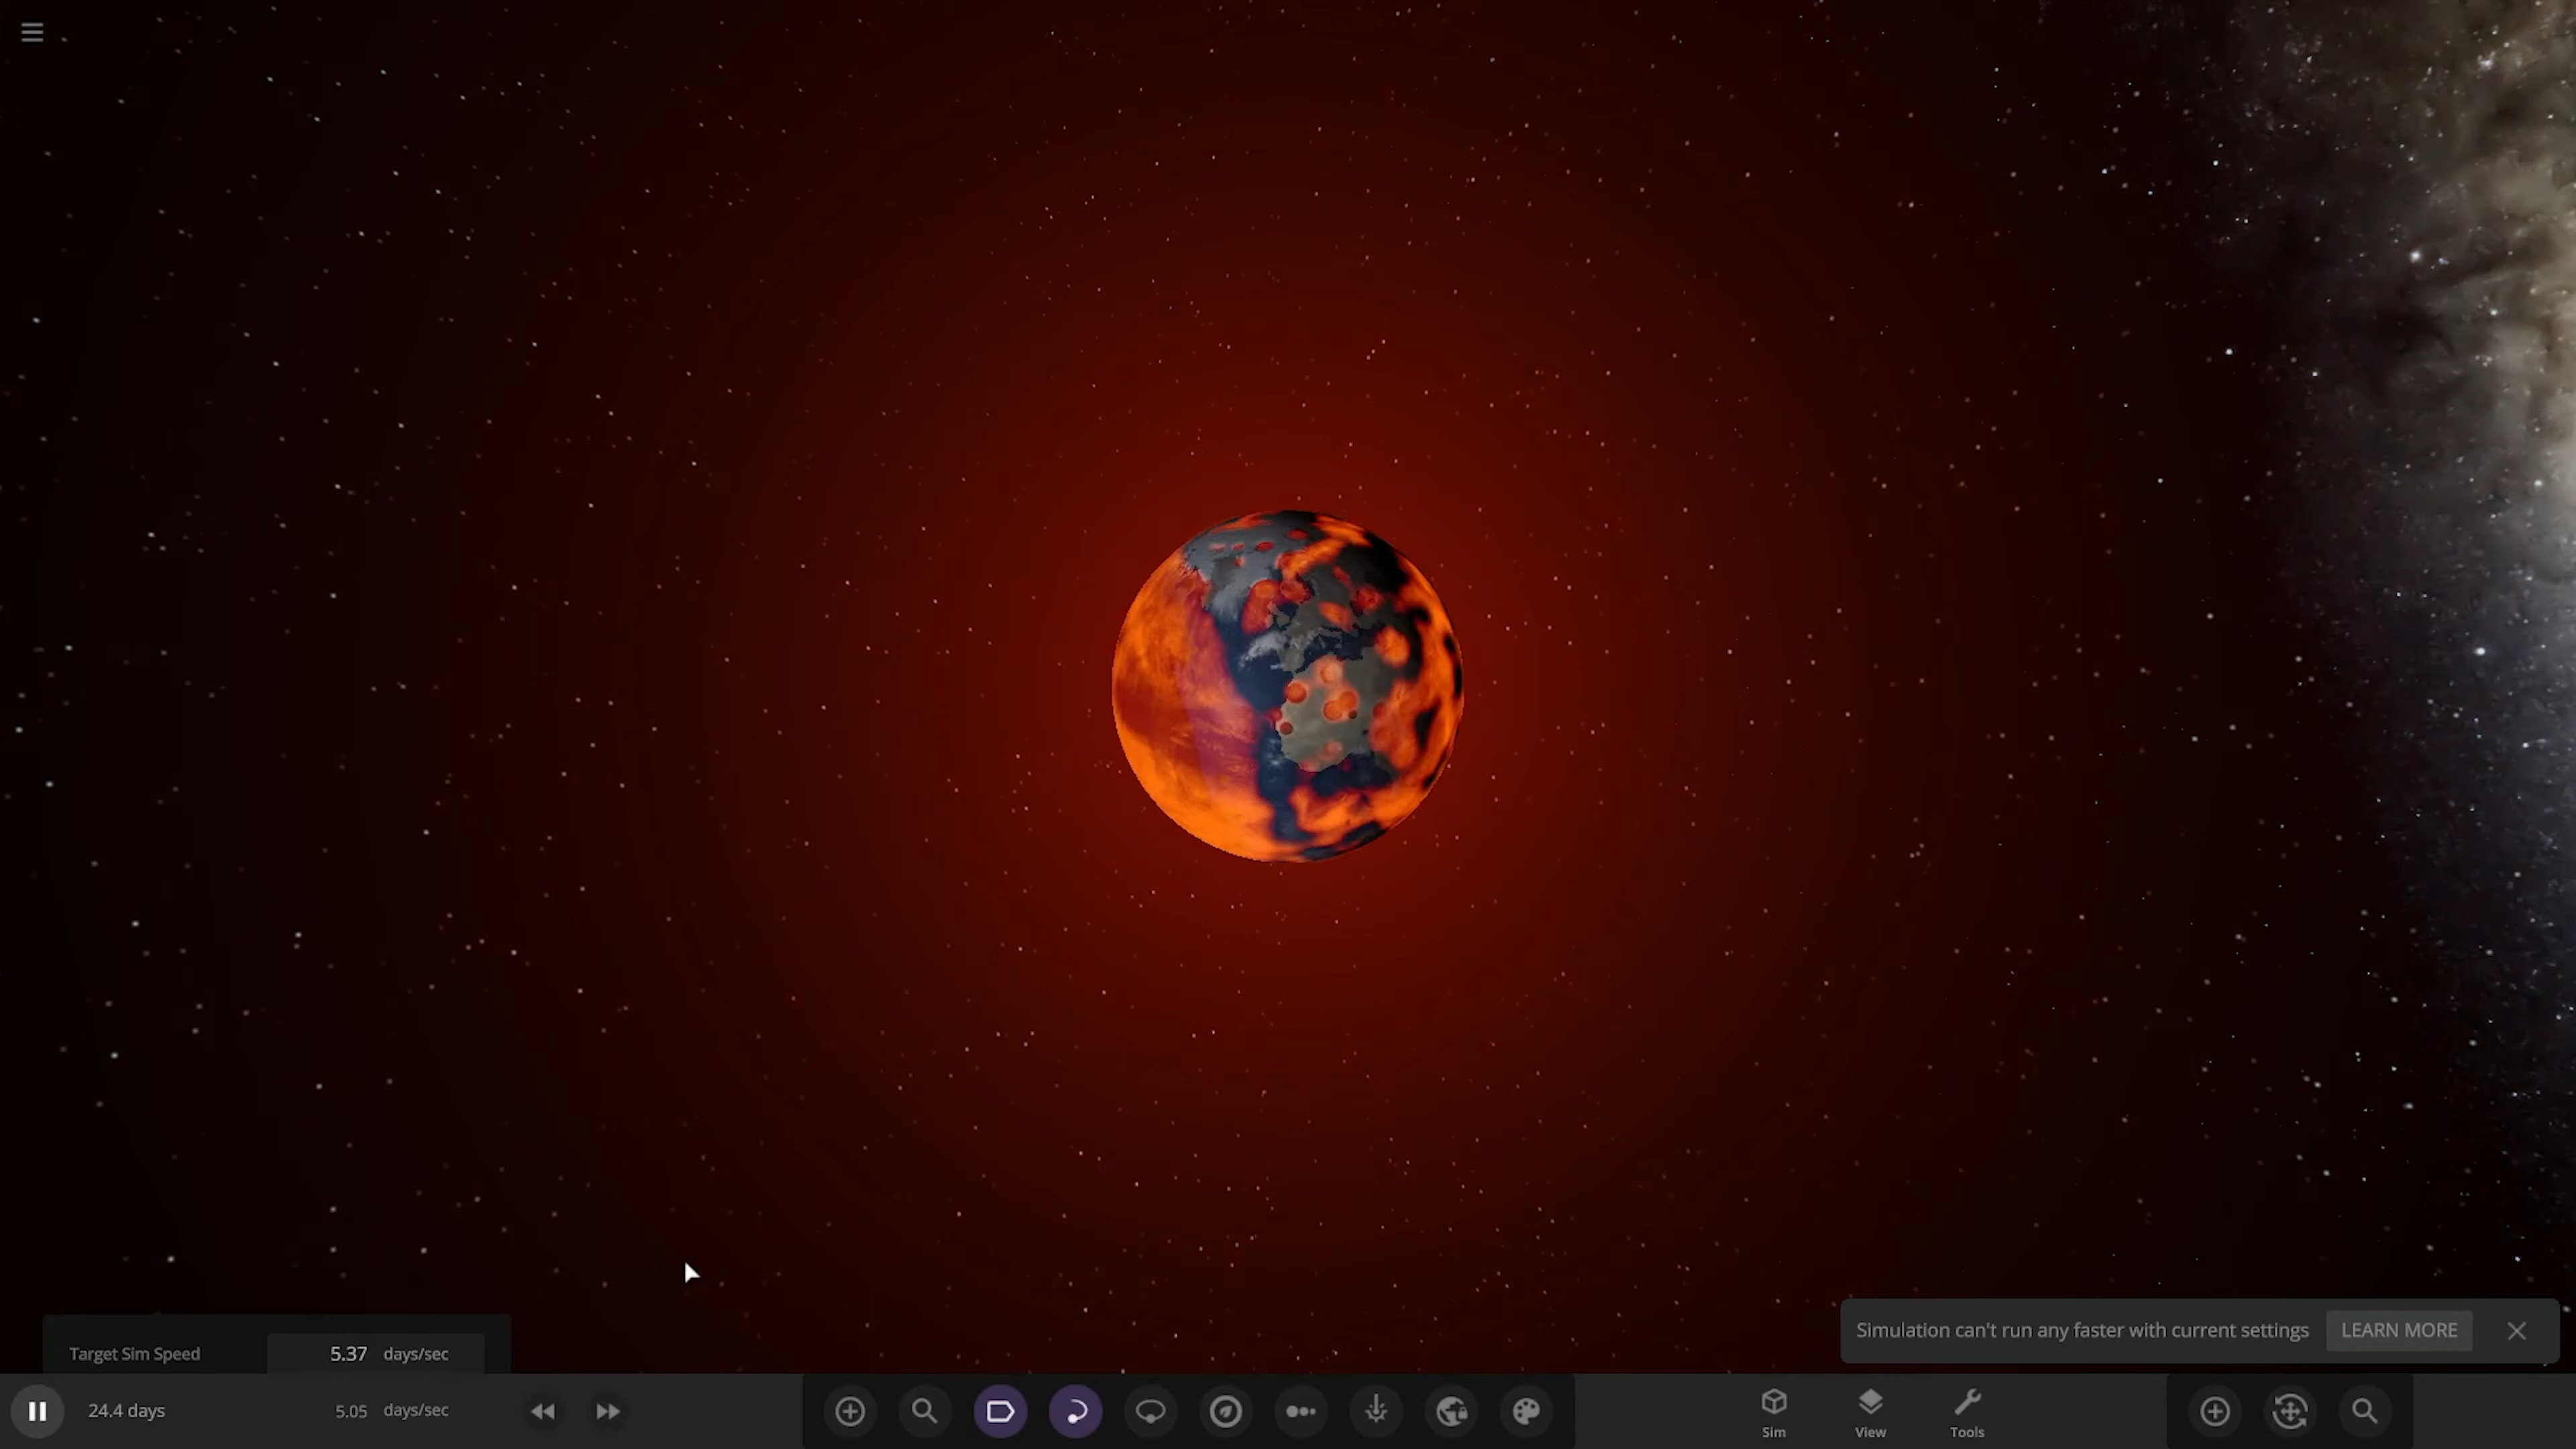 Simulation can't run any faster with current settings LEARN MORE
Target Sim Speed 5.37 days/sec
24.4 days 5.05 days/sec
Sim View Tools